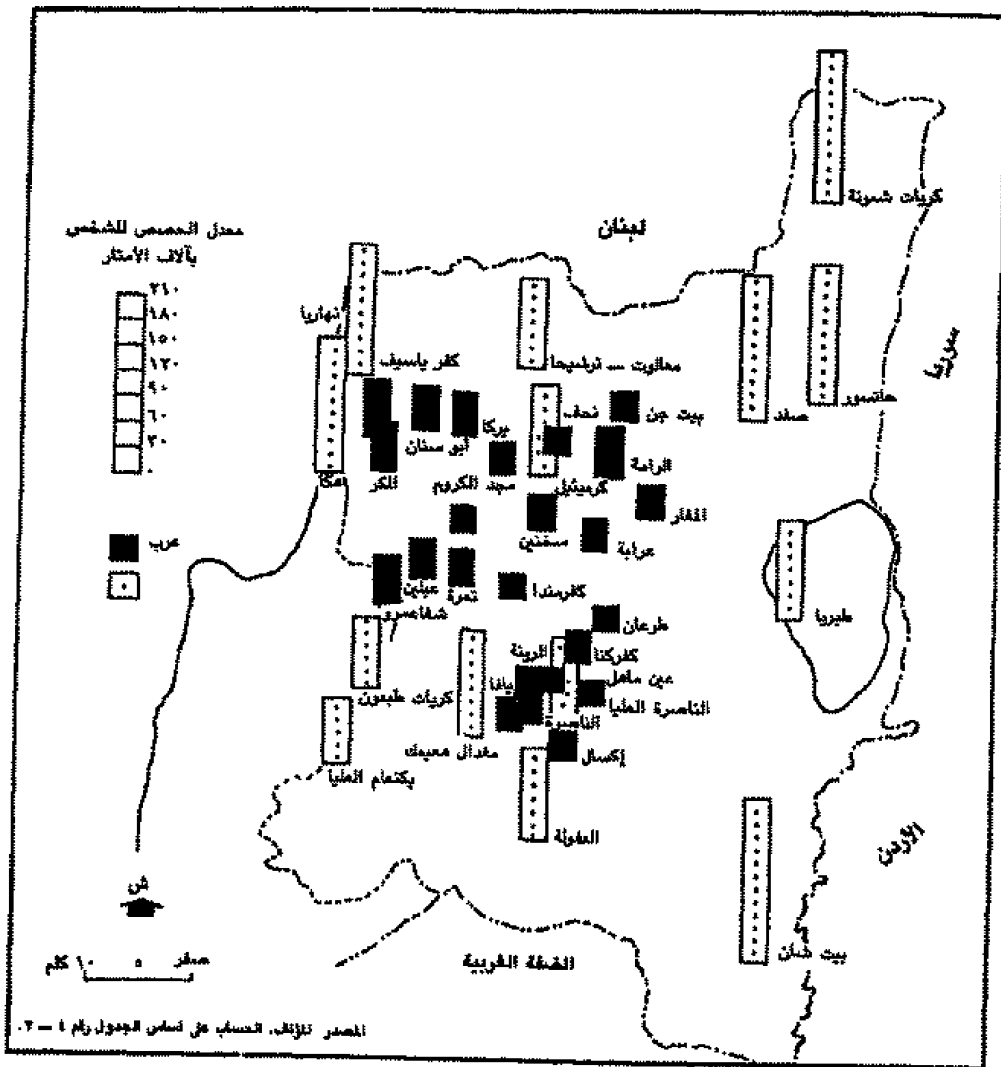 كريات شمونة
لبنان
معدل الحصص للشخص
بآلاف الأمتار
٢١٠
١٨٠
١٥٠
١٢٠
٩٠
٦٠
٣٠
٠
نهاريا
سوريا
معالوت — ترشيحا
كفر ياسيف
حاتسور
صفد
بيت جن
نحف
يركا
أبو سنان
الرامة
عكا
المكر
مجد الكروم
كرميئيل
المغار
سخنين
عرابة
عرب
عبلين
تمرة
كفرمندا
شفاعمرو
طبريا
طرعان
الرينة
كفركنا
عين ماهل
يافا
كريات طبعون
الناصرة العليا
الناصرة
مغدال هعيمك
إكسال
يكنعام العليا
العفولة
الأردن
ش
بيت شان
الضفة الغربية
صفر ٥ ١٠ كلم
المصدر: المؤلف. الحساب على أساس الجدول رقم ٤ — ٣.